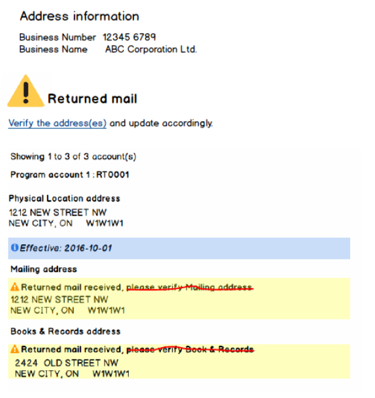 Address information
Business Number 12345 6789
Business Name ABC Corporation Ltd.
Returned mail
Verify the address(es) and update accordingly.
Showing 1 to 3 of 3 account(s)
Program account 1 : RT0001
Physical Location address
1212 NEW STREET NW
NEW CITY, ON W1W1W1
Effective: 2016-10-01
Mailing address
Returned mail received, please verify Mailing address
1212 NEW STREET NW
NEW CITY, ON W1W1W1
Books & Records address
Returned mail received, please verify Book & Records
2424 OLD STREET NW
NEW CITY, ON W1W1W1